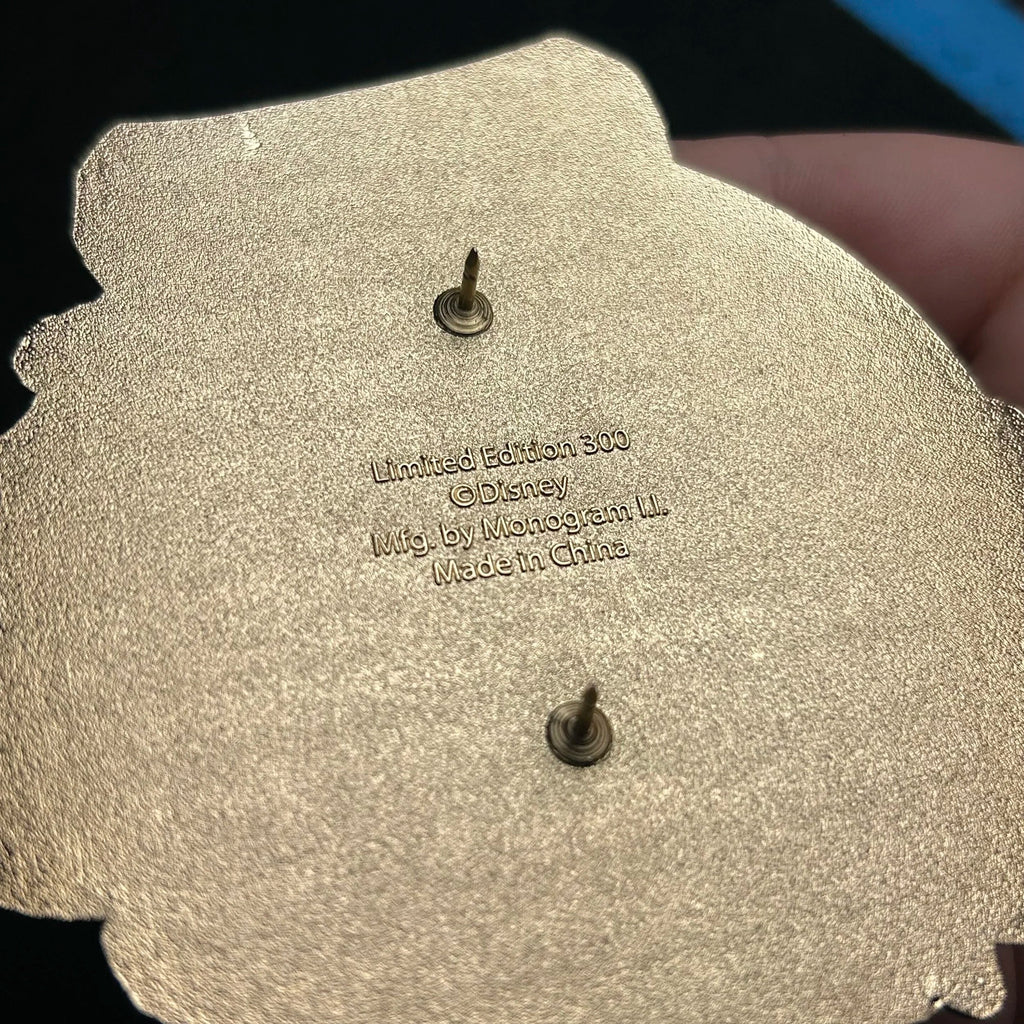 Limited Edition 300
©Disney
Mfg. by Monogram I.I.
Made in China